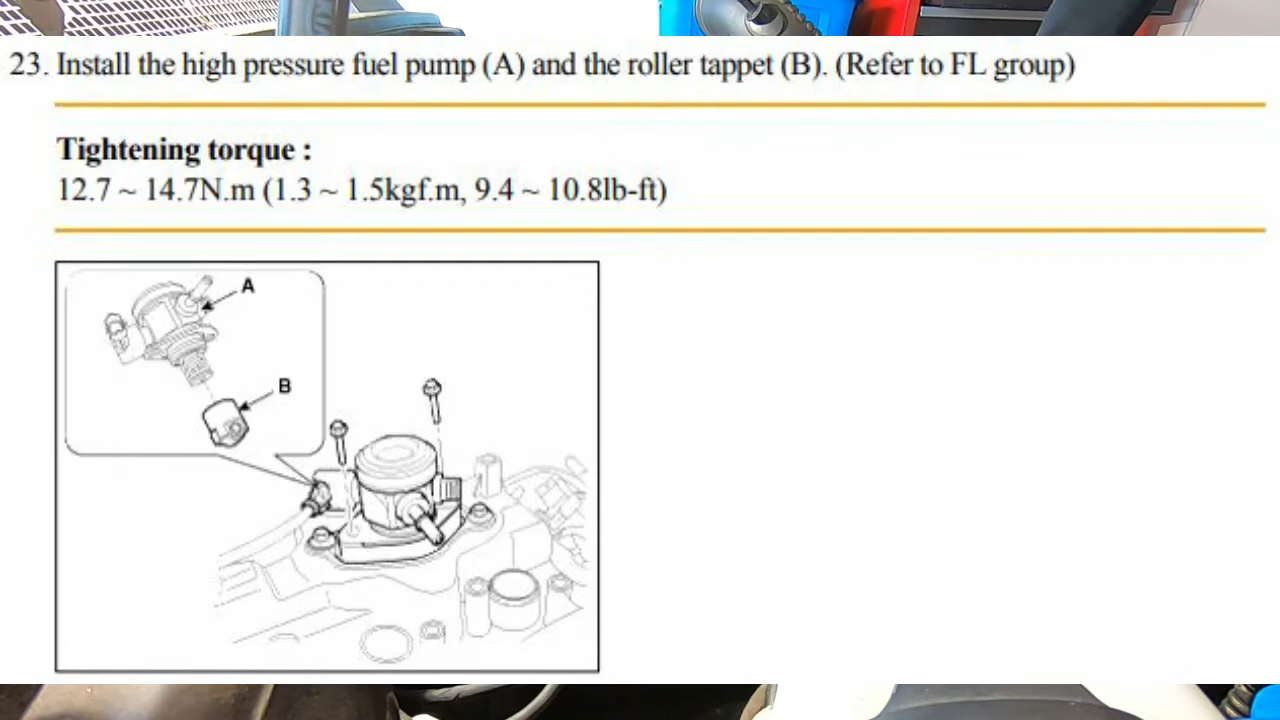 23. Install the high pressure fuel pump (A) and the roller tappet (B). (Refer to FL group)
Tightening torque :
12.7 ~ 14.7N.m (1.3 ~ 1.5kgf.m, 9.4 ~ 10.8lb-ft)
A
B